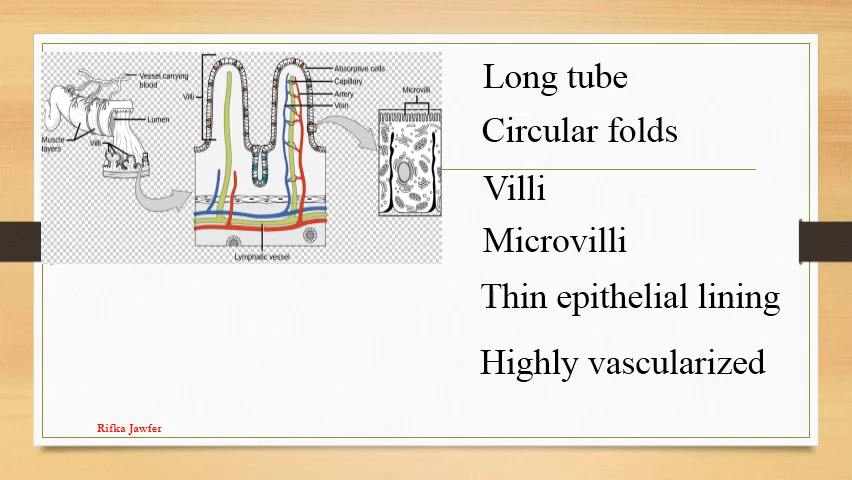 Vessel carrying
blood
Lumen
Muscle
layers
Villi
Villi
Absorptive cells
Capillary
Artery
Vein
Microvilli
Lymphatic vessel
Long tube
Circular folds
Villi
Microvilli
Thin epithelial lining
Highly vascularized
Rifka Jawfer